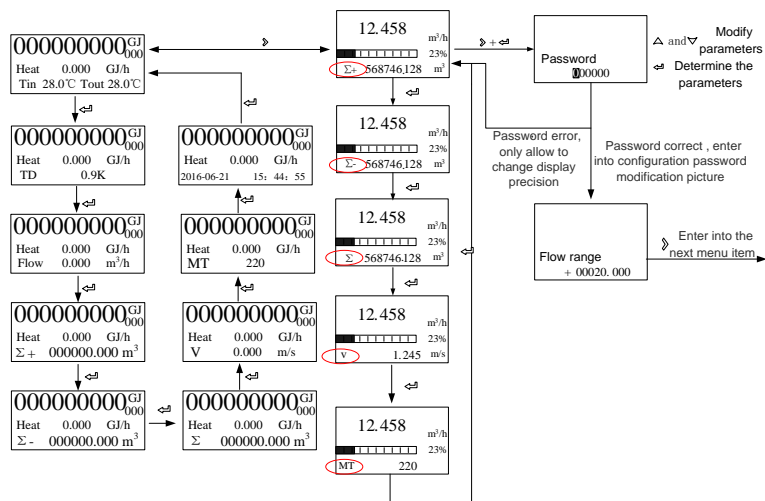 000000000 GJ
000
Heat 0.000 GJ/h
Tin 28.0℃ Tout 28.0℃
000000000 GJ
000
Heat 0.000 GJ/h
TD 0.9K
000000000 GJ
000
Heat 0.000 GJ/h
Flow 0.000 m³/h
000000000 GJ
000
Heat 0.000 GJ/h
Σ + 000000.000 m³
000000000 GJ
000
Heat 0.000 GJ/h
Σ - 000000.000 m³
000000000 GJ
000
Heat 0.000 GJ/h
2016-06-21 15: 44: 55
000000000 GJ
000
Heat 0.000 GJ/h
MT 220
000000000 GJ
000
Heat 0.000 GJ/h
V 0.000 m/s
000000000 GJ
000
Heat 0.000 GJ/h
Σ 000000.000 m³
12.458
m³/h
23%
Σ+ 568746.128 m³
12.458
m³/h
23%
Σ- 568746.128 m³
12.458
m³/h
23%
Σ 568746.128 m³
12.458
m³/h
23%
v 1.245 m/s
12.458
m³/h
23%
MT 220
+
Password
000000
△ and ▽ Modify
parameters
Determine the
parameters
Password error,
only allow to
change display
precision
Password correct , enter
into configuration password
modification picture
Flow range
+ 00020. 000
Enter into the
next menu item